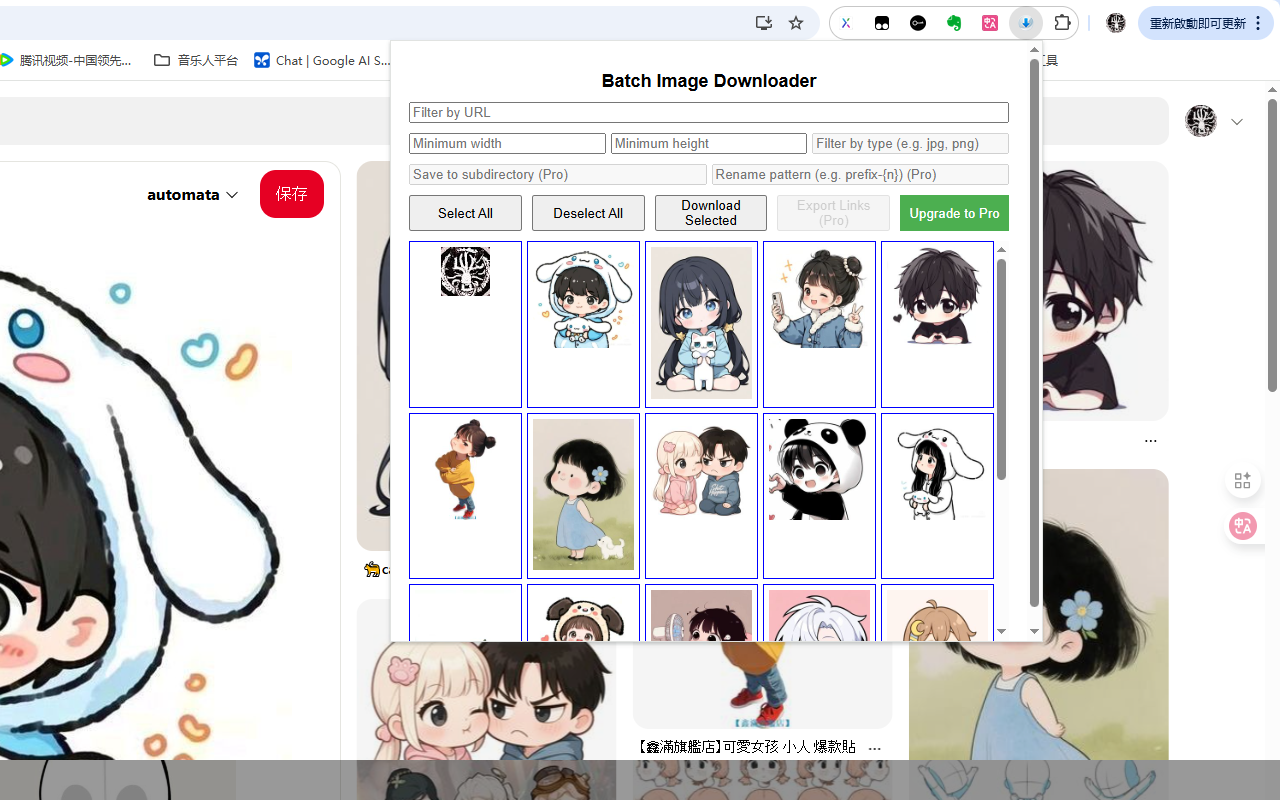 重新啟動即可更新
腾讯视频-中国领先...
音乐人平台
Chat | Google AI S...
具
Batch Image Downloader
Filter by URL
Minimum width
Minimum height
Filter by type (e.g. jpg, png)
Save to subdirectory (Pro)
Rename pattern (e.g. prefix-{n}) (Pro)
Select All
Deselect All
Download
Selected
Export Links
(Pro)
Upgrade to Pro
automata
保存
【鑫滿旗艦店】可愛女孩 小人 爆款貼
...